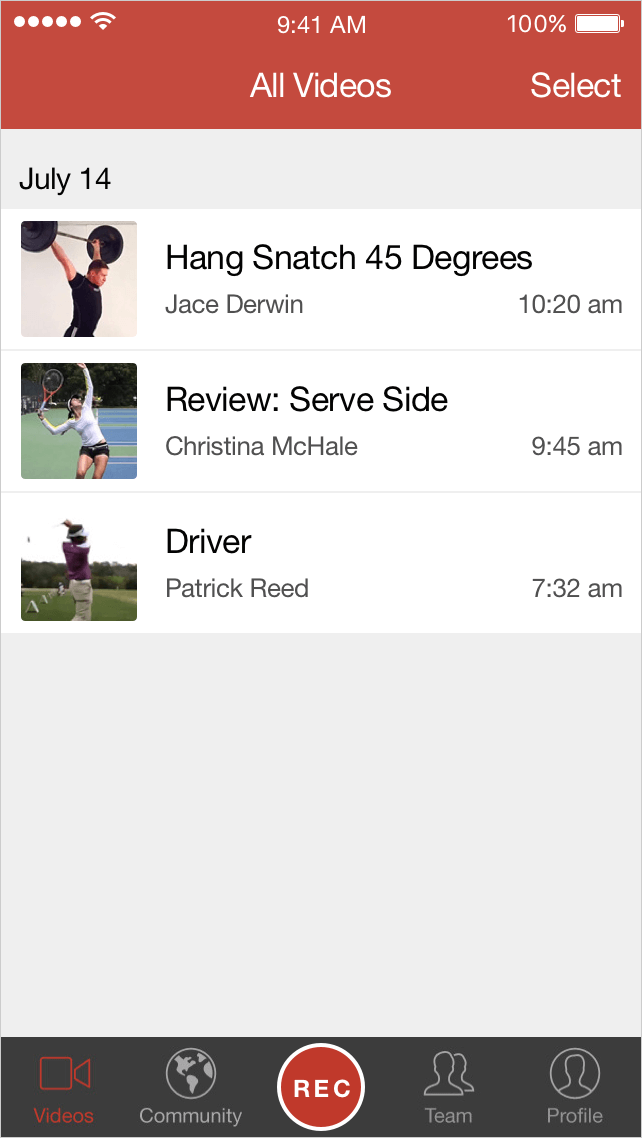 9:41 AM 100%
All Videos Select
July 14
Hang Snatch 45 Degrees
Jace Derwin 10:20 am
Review: Serve Side
Christina McHale 9:45 am
Driver
Patrick Reed 7:32 am
REC
Videos Community Team Profile